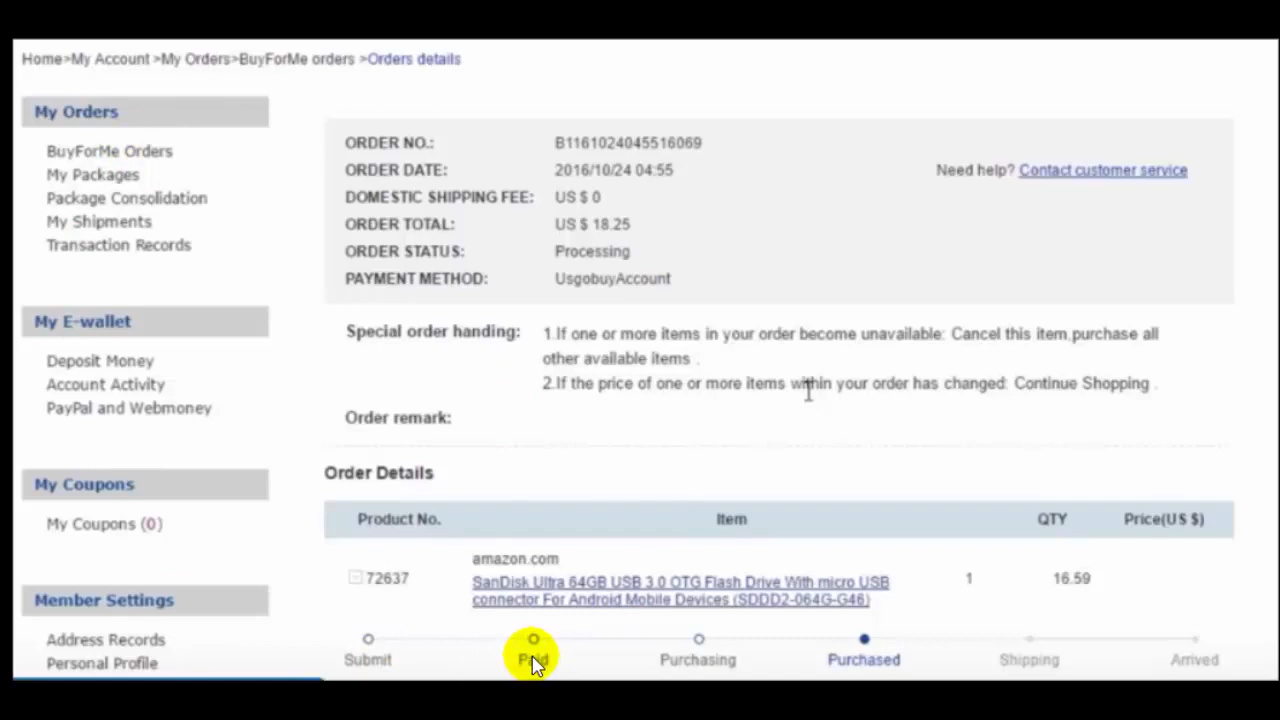 Home>My Account >My Orders>BuyForMe orders >Orders details
My Orders
BuyForMe Orders
My Packages
Package Consolidation
My Shipments
Transaction Records
My E-wallet
Deposit Money
Account Activity
PayPal and Webmoney
My Coupons
My Coupons (0)
Member Settings
Address Records
Personal Profile
ORDER NO.: B1161024045516069
ORDER DATE: 2016/10/24 04:55
DOMESTIC SHIPPING FEE: US $ 0
ORDER TOTAL: US $ 18.25
ORDER STATUS: Processing
PAYMENT METHOD: UsgobuyAccount
Need help? Contact customer service
Special order handing: 1.If one or more items in your order become unavailable: Cancel this item,purchase all
other available items .
2.If the price of one or more items within your order has changed: Continue Shopping .
Order remark:
Order Details
Product No. Item QTY Price(US $)
amazon.com
72637 SanDisk Ultra 64GB USB 3.0 OTG Flash Drive With micro USB 1 16.59
connector For Android Mobile Devices (SDDD2-064G-G46)
Submit Paid Purchasing Purchased Shipping Arrived